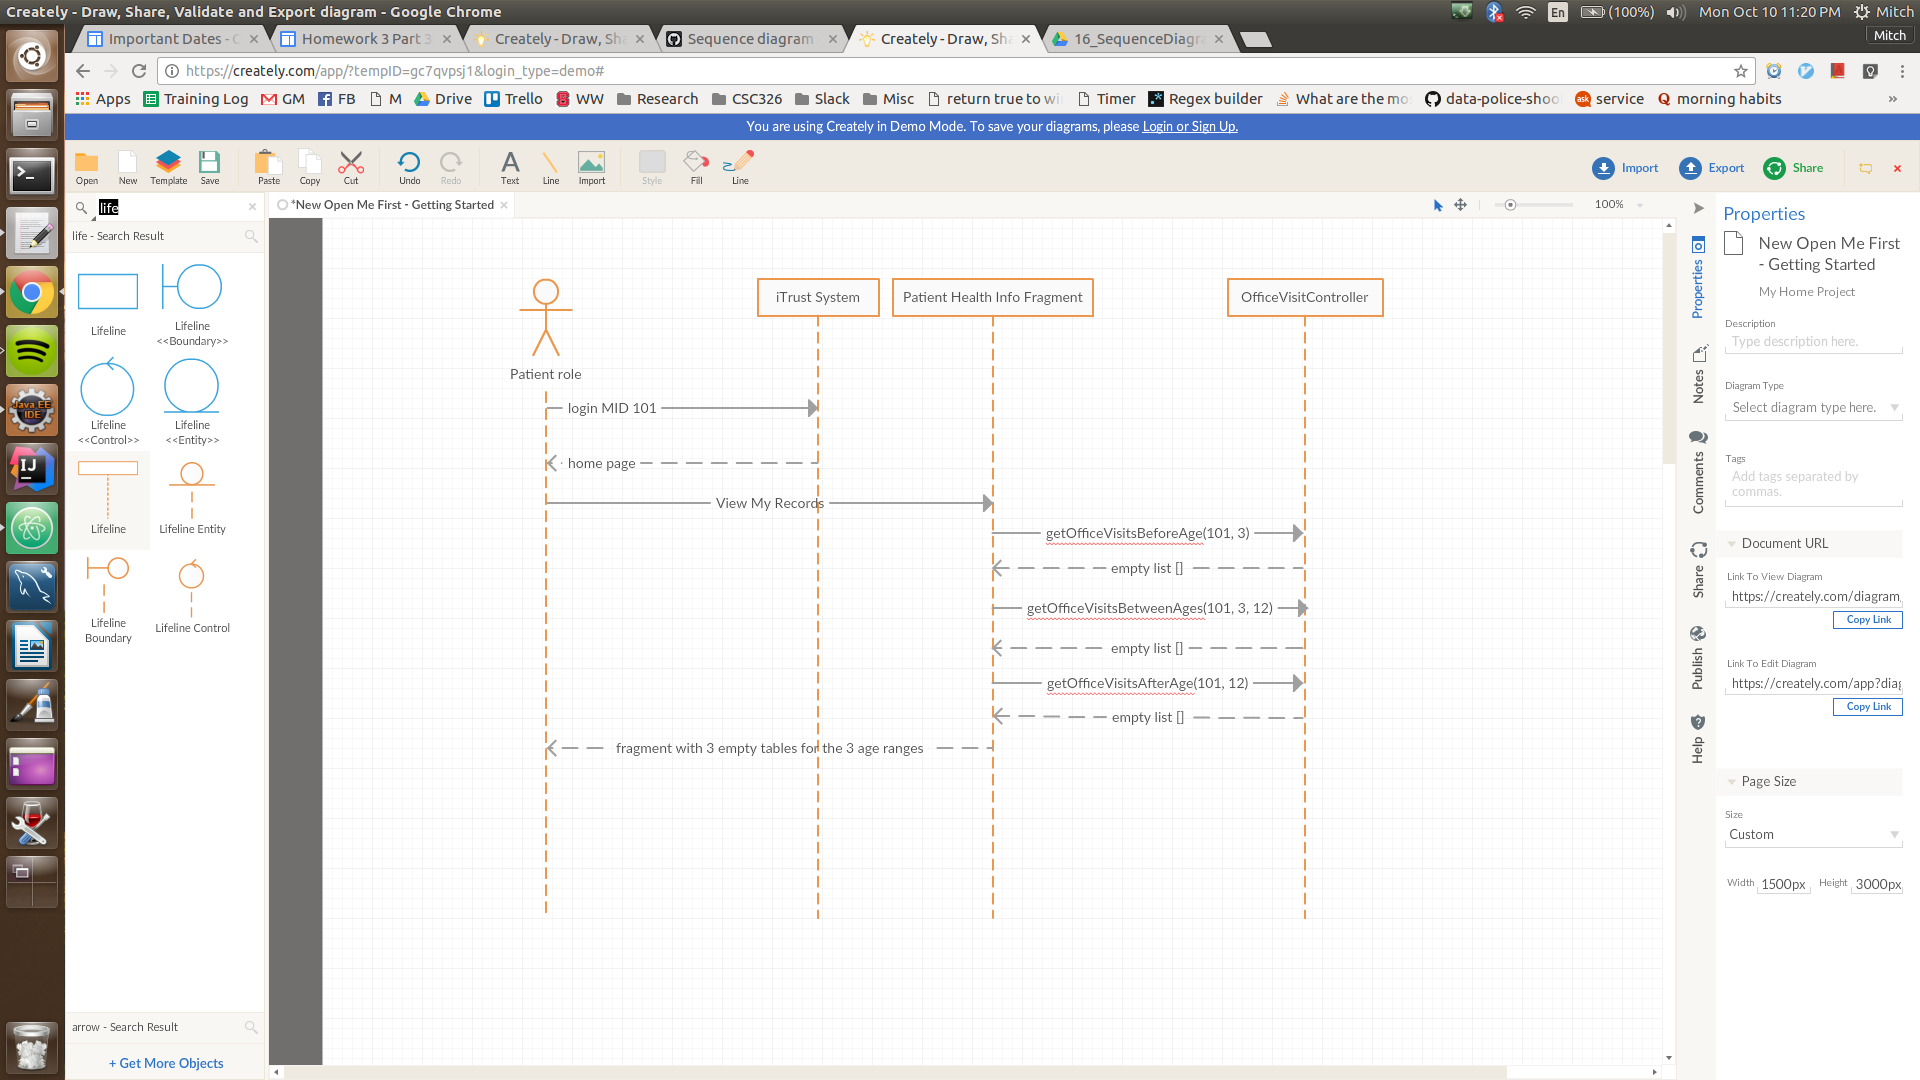 Creately - Draw, Share, Validate and Export diagram - Google Chrome
En (100%) Mon Oct 10 11:20 PM Mitch
Important Dates - C
Homework 3 Part 3
Creately - Draw, Sh
Sequence diagram
Creately - Draw, Sh
16_SequenceDiagra
Mitch
https://creately.com/app/?tempID=gc7qvpsj1&login_type=demo#
Apps Training Log GM FB M Drive Trello WW Research CSC326 Slack Misc return true to wi Timer Regex builder What are the mo data-police-shoo service morning habits »
You are using Creately in Demo Mode. To save your diagrams, please Login or Sign Up.
Open New Template Save Paste Copy Cut Undo Redo Text Line Import Style Fill Line
Import Export Share
life
*New Open Me First - Getting Started
100%
life - Search Result
Lifeline
Lifeline
<<Boundary>>
Lifeline
<<Control>>
Lifeline
<<Entity>>
Lifeline
Lifeline Entity
Lifeline
Boundary
Lifeline Control
arrow - Search Result
+ Get More Objects
Java EE
IDE
IJ
Patient role
iTrust System
Patient Health Info Fragment
OfficeVisitController
login MID 101
home page
View My Records
getOfficeVisitsBeforeAge(101, 3)
empty list []
getOfficeVisitsBetweenAges(101, 3, 12)
empty list []
getOfficeVisitsAfterAge(101, 12)
empty list []
fragment with 3 empty tables for the 3 age ranges
Properties
Notes
Comments
Share
Publish
Help
Properties
New Open Me First
- Getting Started
My Home Project
Description
Type description here.
Diagram Type
Select diagram type here.
Tags
Add tags separated by
commas.
Document URL
Link To View Diagram
https://creately.com/diagram
Copy Link
Link To Edit Diagram
https://creately.com/app?diag
Copy Link
Page Size
Size
Custom
Width 1500px Height 3000px